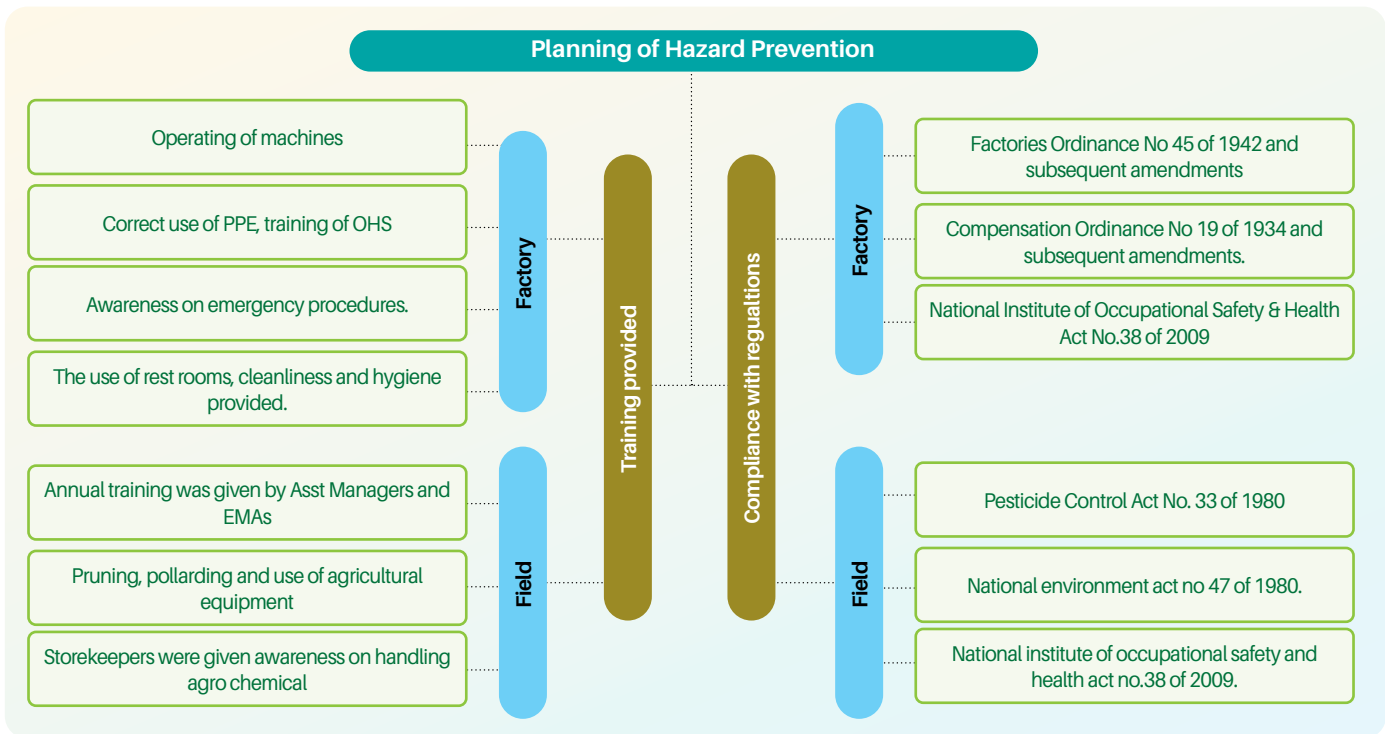 Planning of Hazard Prevention
Training provided
Factory
Operating of machines
Correct use of PPE, training of OHS
Awareness on emergency procedures.
The use of rest rooms, cleanliness and hygiene
provided.
Field
Annual training was given by Asst Managers and
EMAs
Pruning, pollarding and use of agricultural
equipment
Storekeepers were given awareness on handling
agro chemical
Compliance with regualtions
Factory
Factories Ordinance No 45 of 1942 and
subsequent amendments
Compensation Ordinance No 19 of 1934 and
subsequent amendments.
National Institute of Occupational Safety & Health
Act No.38 of 2009
Field
Pesticide Control Act No. 33 of 1980
National environment act no 47 of 1980.
National institute of occupational safety and
health act no.38 of 2009.